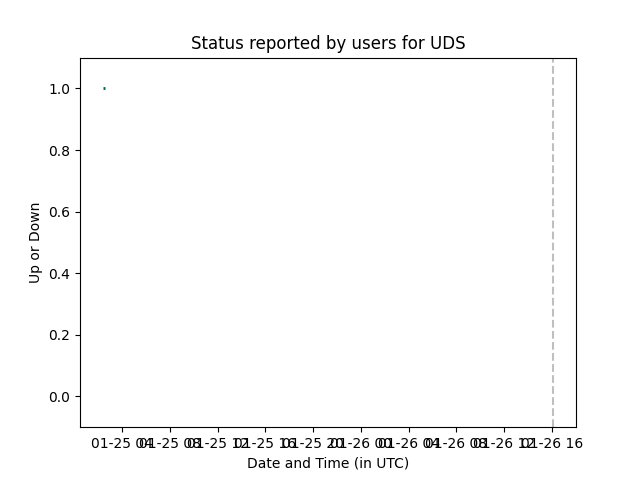 Status reported by users for UDS
1.0
0.8
0.6
0.4
0.2
0.0
Up or Down
01-25 04 01-25 08 01-25 12 01-25 16 01-25 20 01-26 00 01-26 04 01-26 08 01-26 12 01-26 16
Date and Time (in UTC)